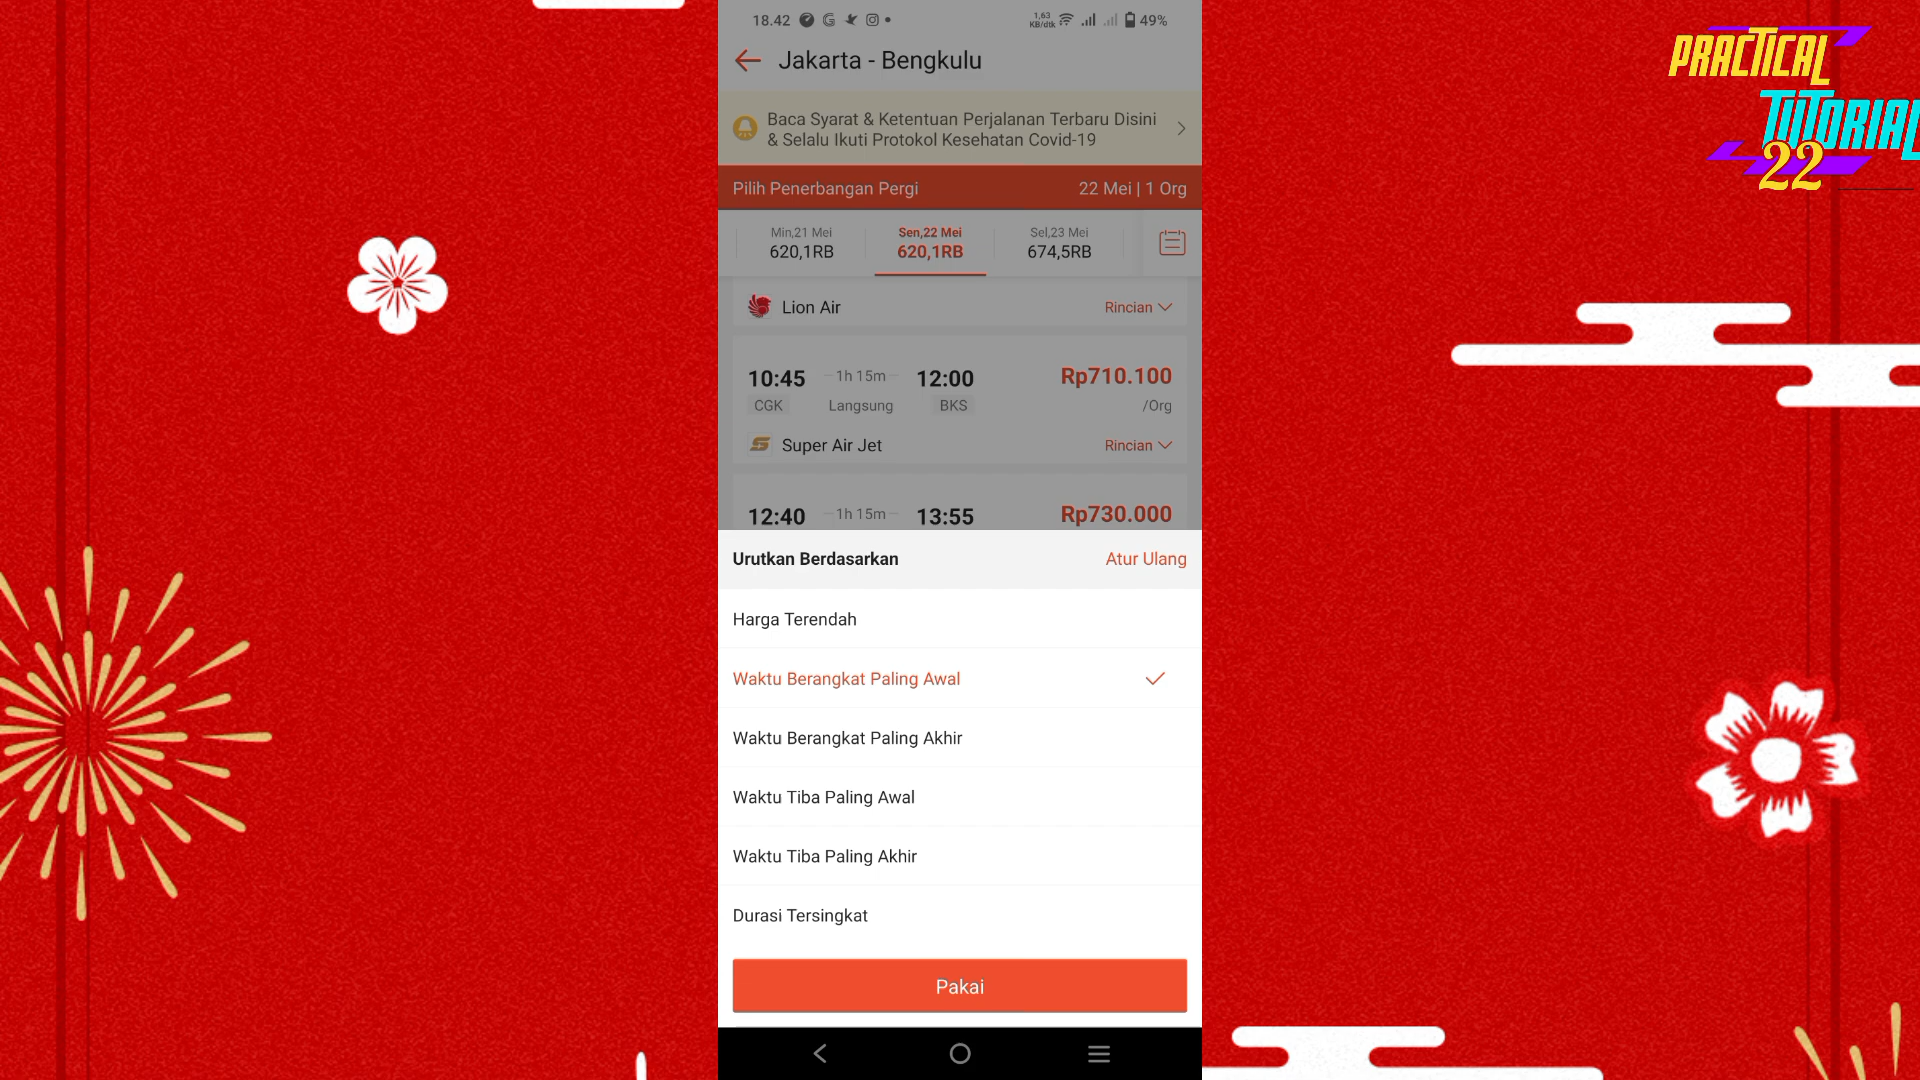 18.42
1,63
KB/dtk
49%
Jakarta - Bengkulu
Baca Syarat & Ketentuan Perjalanan Terbaru Disini
& Selalu Ikuti Protokol Kesehatan Covid-19
Pilih Penerbangan Pergi 22 Mei | 1 Org
Min,21 Mei Sen,22 Mei Sel,23 Mei
620,1RB 620,1RB 674,5RB
Lion Air Rincian
10:45 1h 15m 12:00 Rp710.100
CGK Langsung BKS /Org
Super Air Jet Rincian
12:40 1h 15m 13:55 Rp730.000
Urutkan Berdasarkan Atur Ulang
Harga Terendah
Waktu Berangkat Paling Awal
Waktu Berangkat Paling Akhir
Waktu Tiba Paling Awal
Waktu Tiba Paling Akhir
Durasi Tersingkat
Pakai
PRACTICAL
TUTORIAL
22